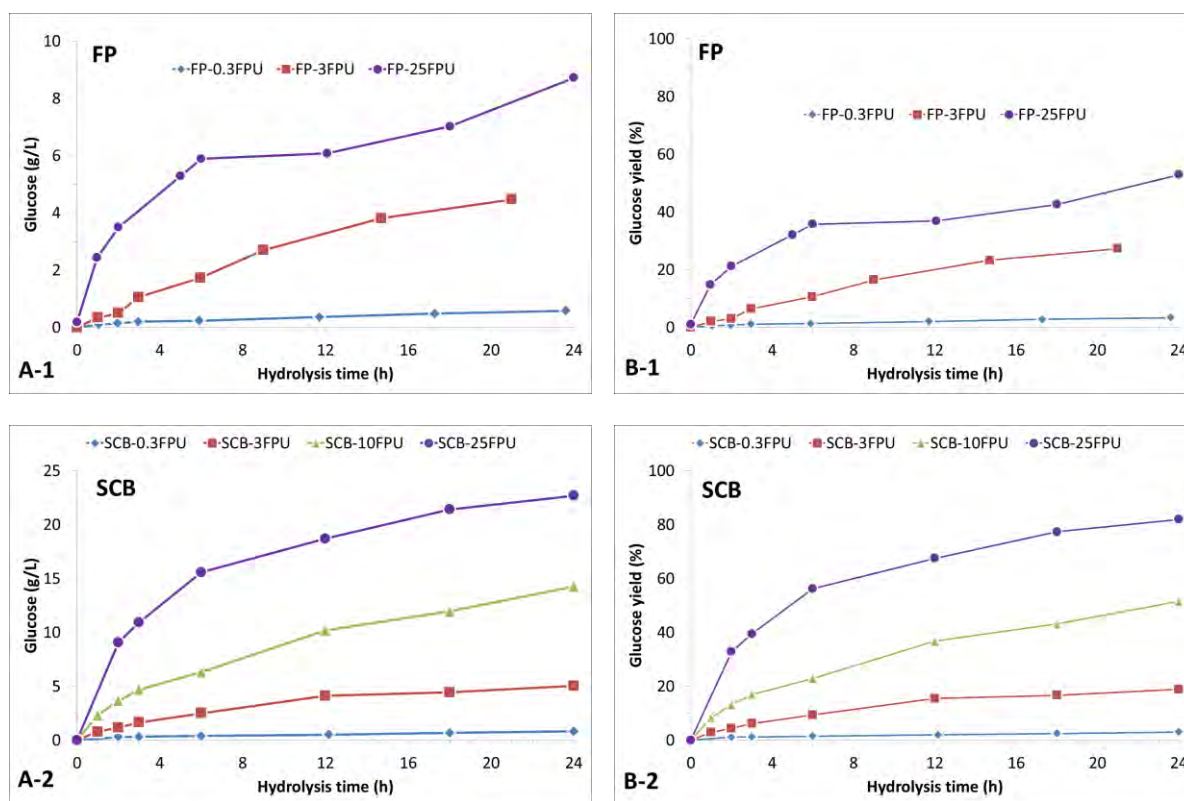 FP
FP-0.3FPU FP-3FPU FP-25FPU
10
8
6
4
2
0
Glucose (g/L)
0 4 8 12 16 20 24
Hydrolysis time (h)
A-1
FP
FP-0.3FPU FP-3FPU FP-25FPU
100
80
60
40
20
0
Glucose yield (%)
0 4 8 12 16 20 24
Hydrolysis time (h)
B-1
SCB-0.3FPU SCB-3FPU SCB-10FPU SCB-25FPU
SCB
25
20
15
10
5
0
Glucose (g/L)
0 4 8 12 16 20 24
Hydrolysis time (h)
A-2
SCB-0.3FPU SCB-3FPU SCB-10FPU SCB-25FPU
SCB
100
80
60
40
20
0
Glucose yield (%)
0 4 8 12 16 20 24
Hydrolysis time (h)
B-2